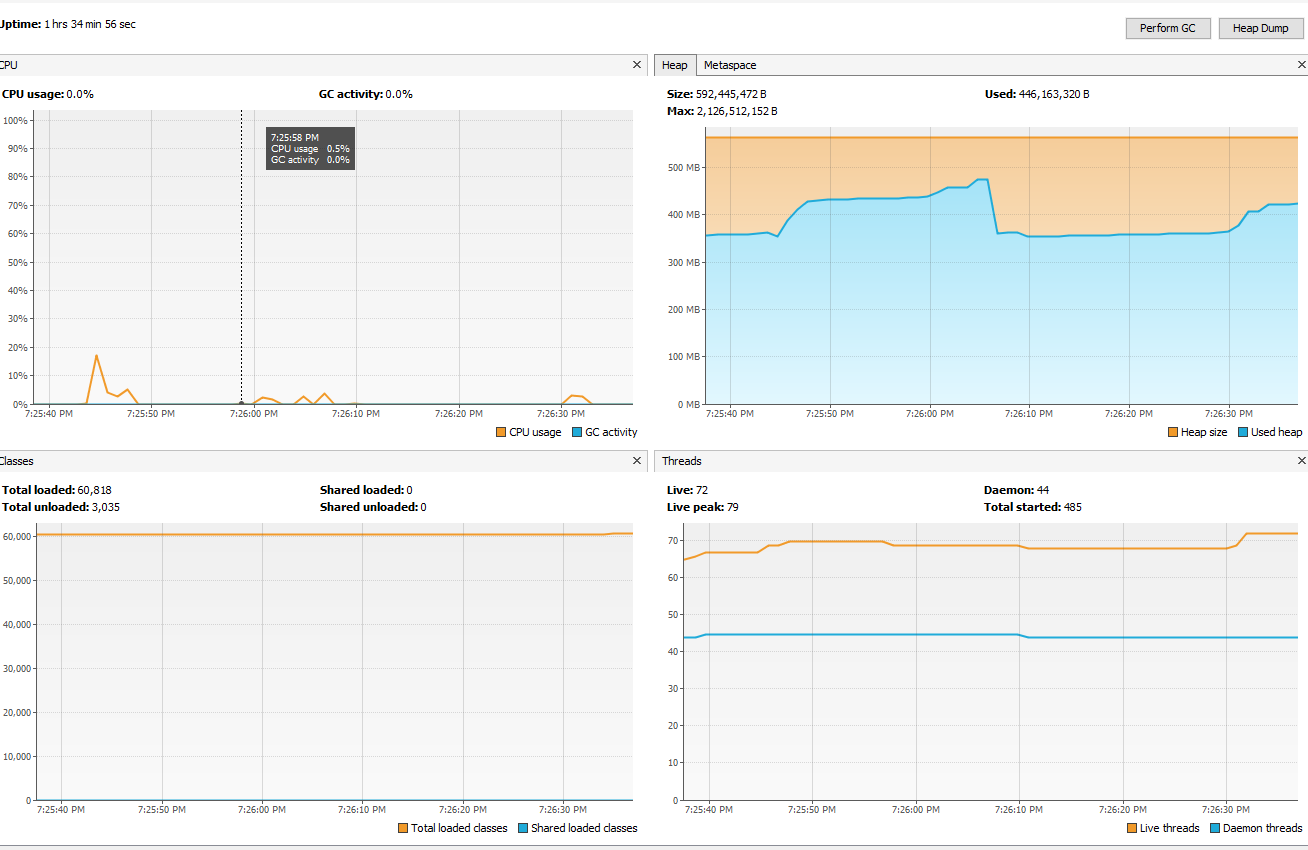 Uptime: 1 hrs 34 min 56 sec
Perform GC
Heap Dump
CPU
CPU usage: 0.0%
GC activity: 0.0%
100%
90%
80%
70%
60%
50%
40%
30%
20%
10%
0%
7:25:58 PM
CPU usage 0.5%
GC activity 0.0%
7:25:40 PM 7:25:50 PM 7:26:00 PM 7:26:10 PM 7:26:20 PM 7:26:30 PM
CPU usage GC activity
Heap Metaspace
Size: 592,445,472 B
Used: 446,163,320 B
Max: 2,126,512,152 B
500 MB
400 MB
300 MB
200 MB
100 MB
0 MB
7:25:40 PM 7:25:50 PM 7:26:00 PM 7:26:10 PM 7:26:20 PM 7:26:30 PM
Heap size Used heap
Classes
Total loaded: 60,818
Shared loaded: 0
Total unloaded: 3,035
Shared unloaded: 0
60,000
50,000
40,000
30,000
20,000
10,000
0
7:25:40 PM 7:25:50 PM 7:26:00 PM 7:26:10 PM 7:26:20 PM 7:26:30 PM
Total loaded classes Shared loaded classes
Threads
Live: 72
Daemon: 44
Live peak: 79
Total started: 485
70
60
50
40
30
20
10
0
7:25:40 PM 7:25:50 PM 7:26:00 PM 7:26:10 PM 7:26:20 PM 7:26:30 PM
Live threads Daemon threads